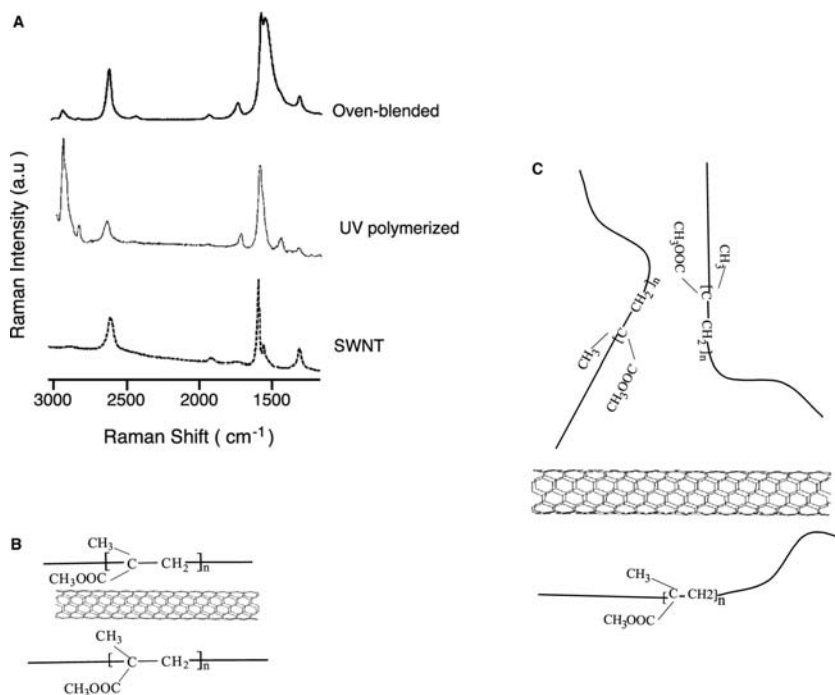 A
Raman Intensity (a.u)
Oven-blended
UV polymerized
SWNT
3000 2500 2000 1500
Raman Shift ( cm-1)
B
CH3
[ C — CH2 ]n
CH3OOC
CH3
[ C — CH2 ]n
CH3OOC
C
CH2]n
[C
CH3
CH3OOC
CH3OOC
CH3
[C
CH2]n
CH3
[C-CH2]n
CH3OOC